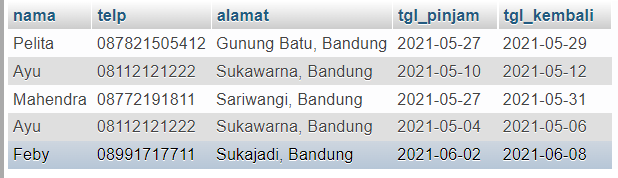 nama telp alamat tgl_pinjam tgl_kembali
Pelita 087821505412 Gunung Batu, Bandung 2021-05-27 2021-05-29
Ayu 08112121222 Sukawarna, Bandung 2021-05-10 2021-05-12
Mahendra 08772191811 Sariwangi, Bandung 2021-05-27 2021-05-31
Ayu 08112121222 Sukawarna, Bandung 2021-05-04 2021-05-06
Feby 08991717711 Sukajadi, Bandung 2021-06-02 2021-06-08